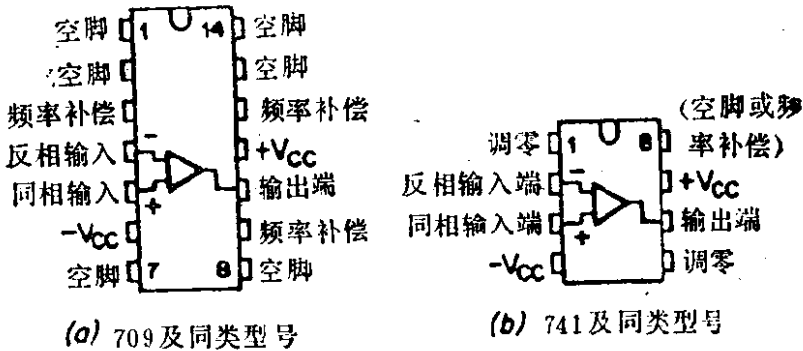 空脚 1 14 空脚
空脚 空脚
频率补偿 频率补偿
反相输入 - +VCC
同相输入 + 输出端
-VCC 频率补偿
空脚 7 8 空脚
(a) 709及同类型号
调零 1 8 (空脚或频
率补偿)
反相输入端 - +VCC
同相输入端 + 输出端
-VCC 调零
(b) 741及同类型号